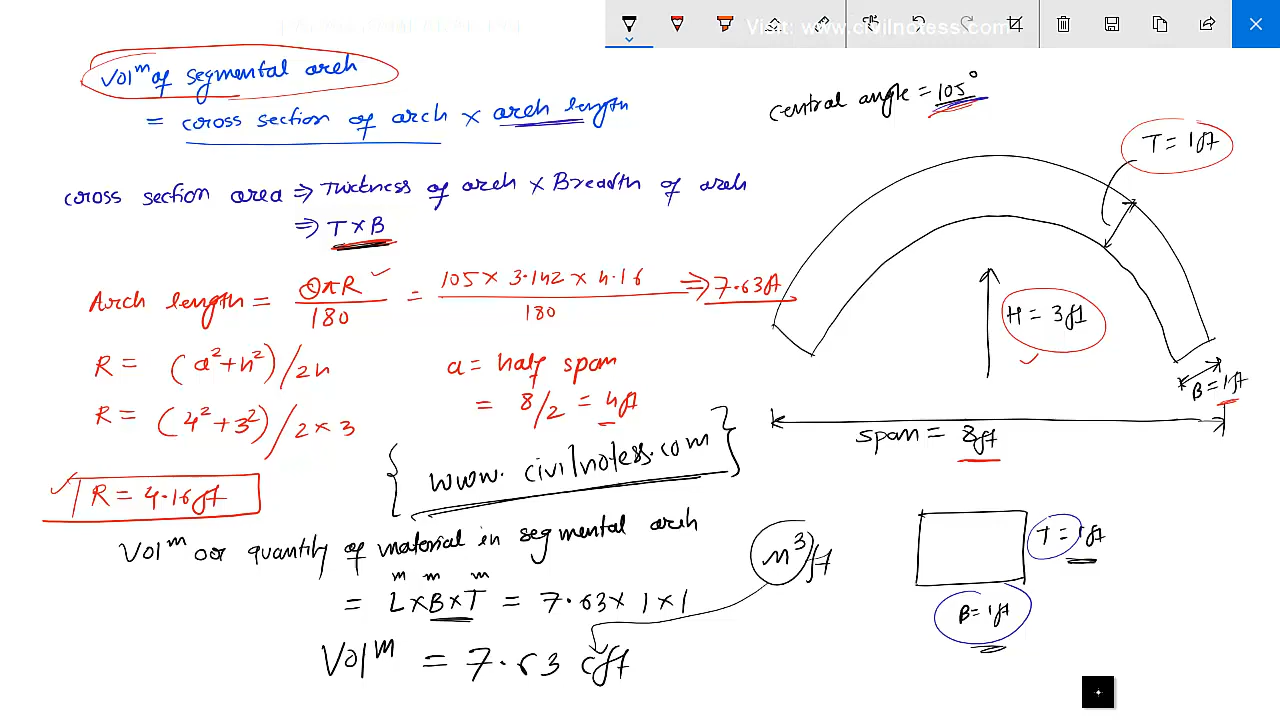 Visit: www.civilnotess.com
Volᵐ of segmental arch
= cross section of arch × arch length
cross section area ⇒ Thickness of arch × Breadth of arch
⇒ T×B
Arch length = θπR/180 = 105 × 3.142 × 4.16/180 ⇒ 7.63ft
R = (a²+h²)/2h
a = half span
R = (4²+3²)/2×3
= 8/2 = 4ft
{ www.civilnotess.com }
R = 4.16ft
Volᵐ or quantity of material in segmental arch
m m m
= L×B×T = 7.63×1×1
m³/ft
Volᵐ = 7.63 cft
central angle = 105°
T = 1ft
H = 3ft
B = 1ft
span = 8ft
T = 1ft
B = 1ft